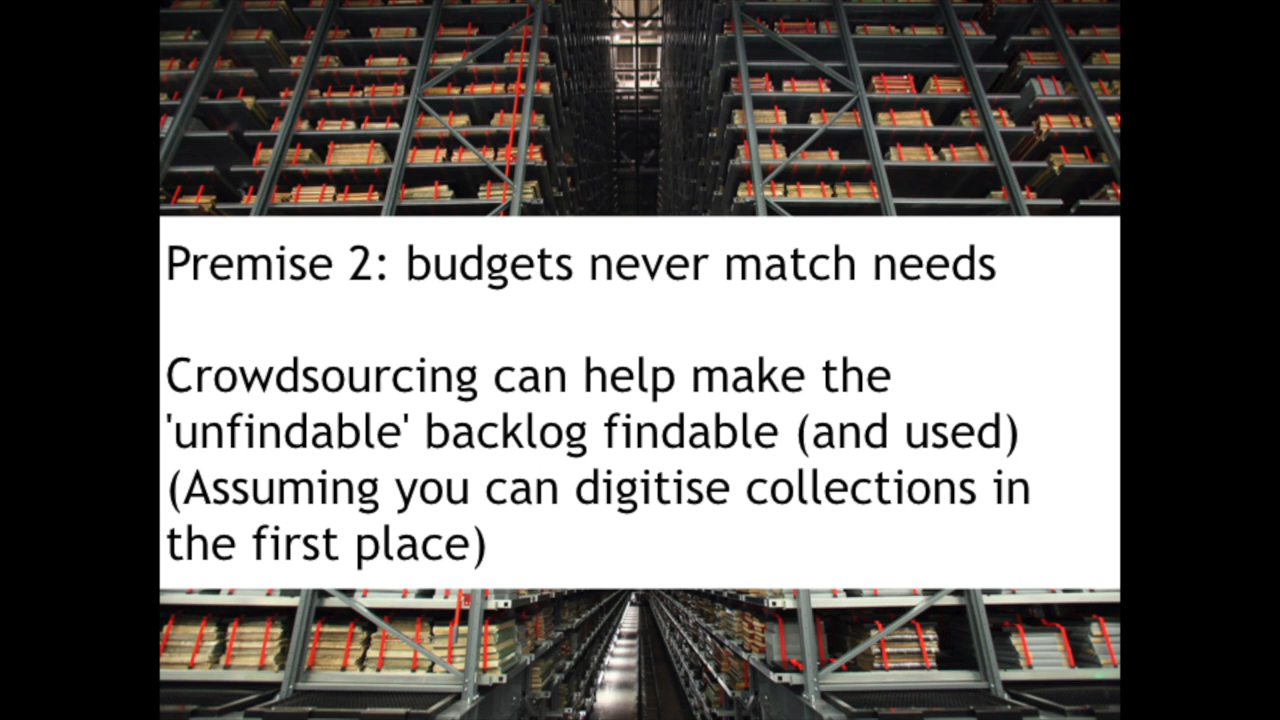 Premise 2: budgets never match needs
Crowdsourcing can help make the
'unfindable' backlog findable (and used)
(Assuming you can digitise collections in
the first place)